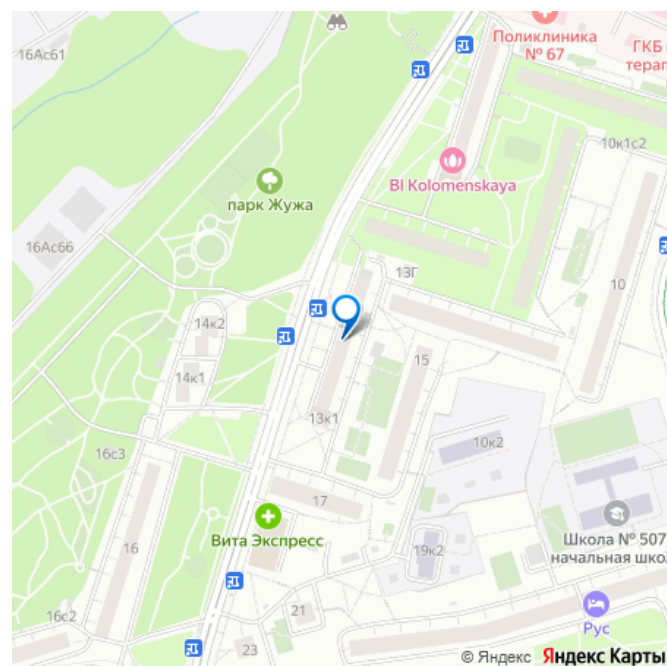 16Ас61
Поликлиника
№ 67
ГКБ
терап
10к1с2
BI Kolomenskaya
парк Жужа
16Ас66
13Г
10
14к2
15
14к1
13к1
10к2
16с3
17
Вита Экспресс
16
19к2
Школа № 507
начальная школ
21
Рус
16с2
23
© Яндекс Яндекс Карты